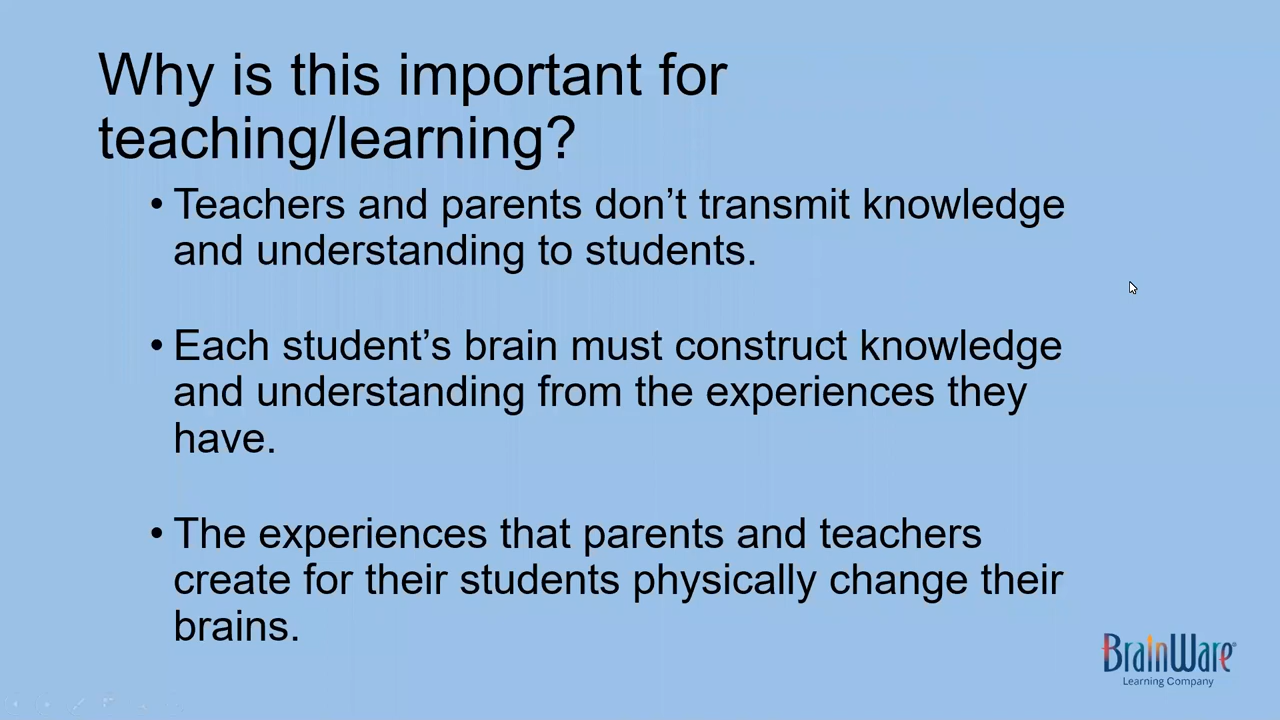 Why is this important for
teaching/learning?
• Teachers and parents don’t transmit knowledge
and understanding to students.
• Each student’s brain must construct knowledge
and understanding from the experiences they
have.
• The experiences that parents and teachers
create for their students physically change their
brains.
BrainWare®
Learning Company